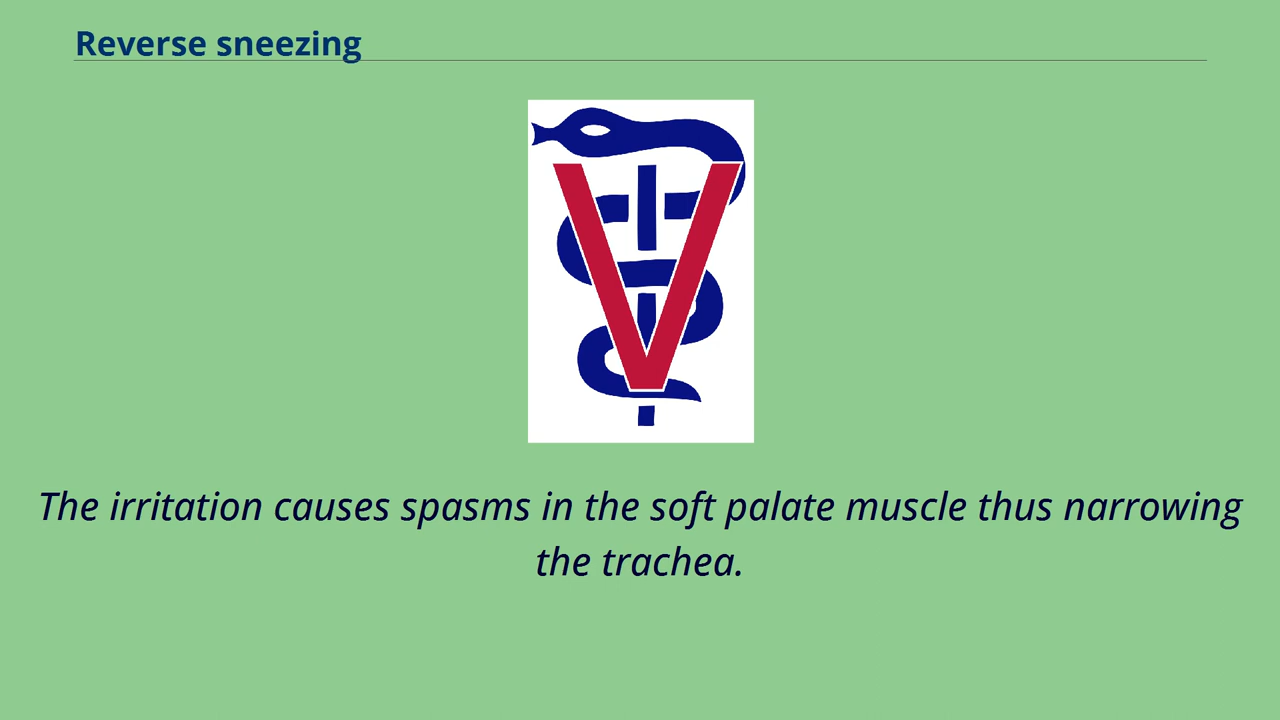 Reverse sneezing
V
The irritation causes spasms in the soft palate muscle thus narrowing
the trachea.